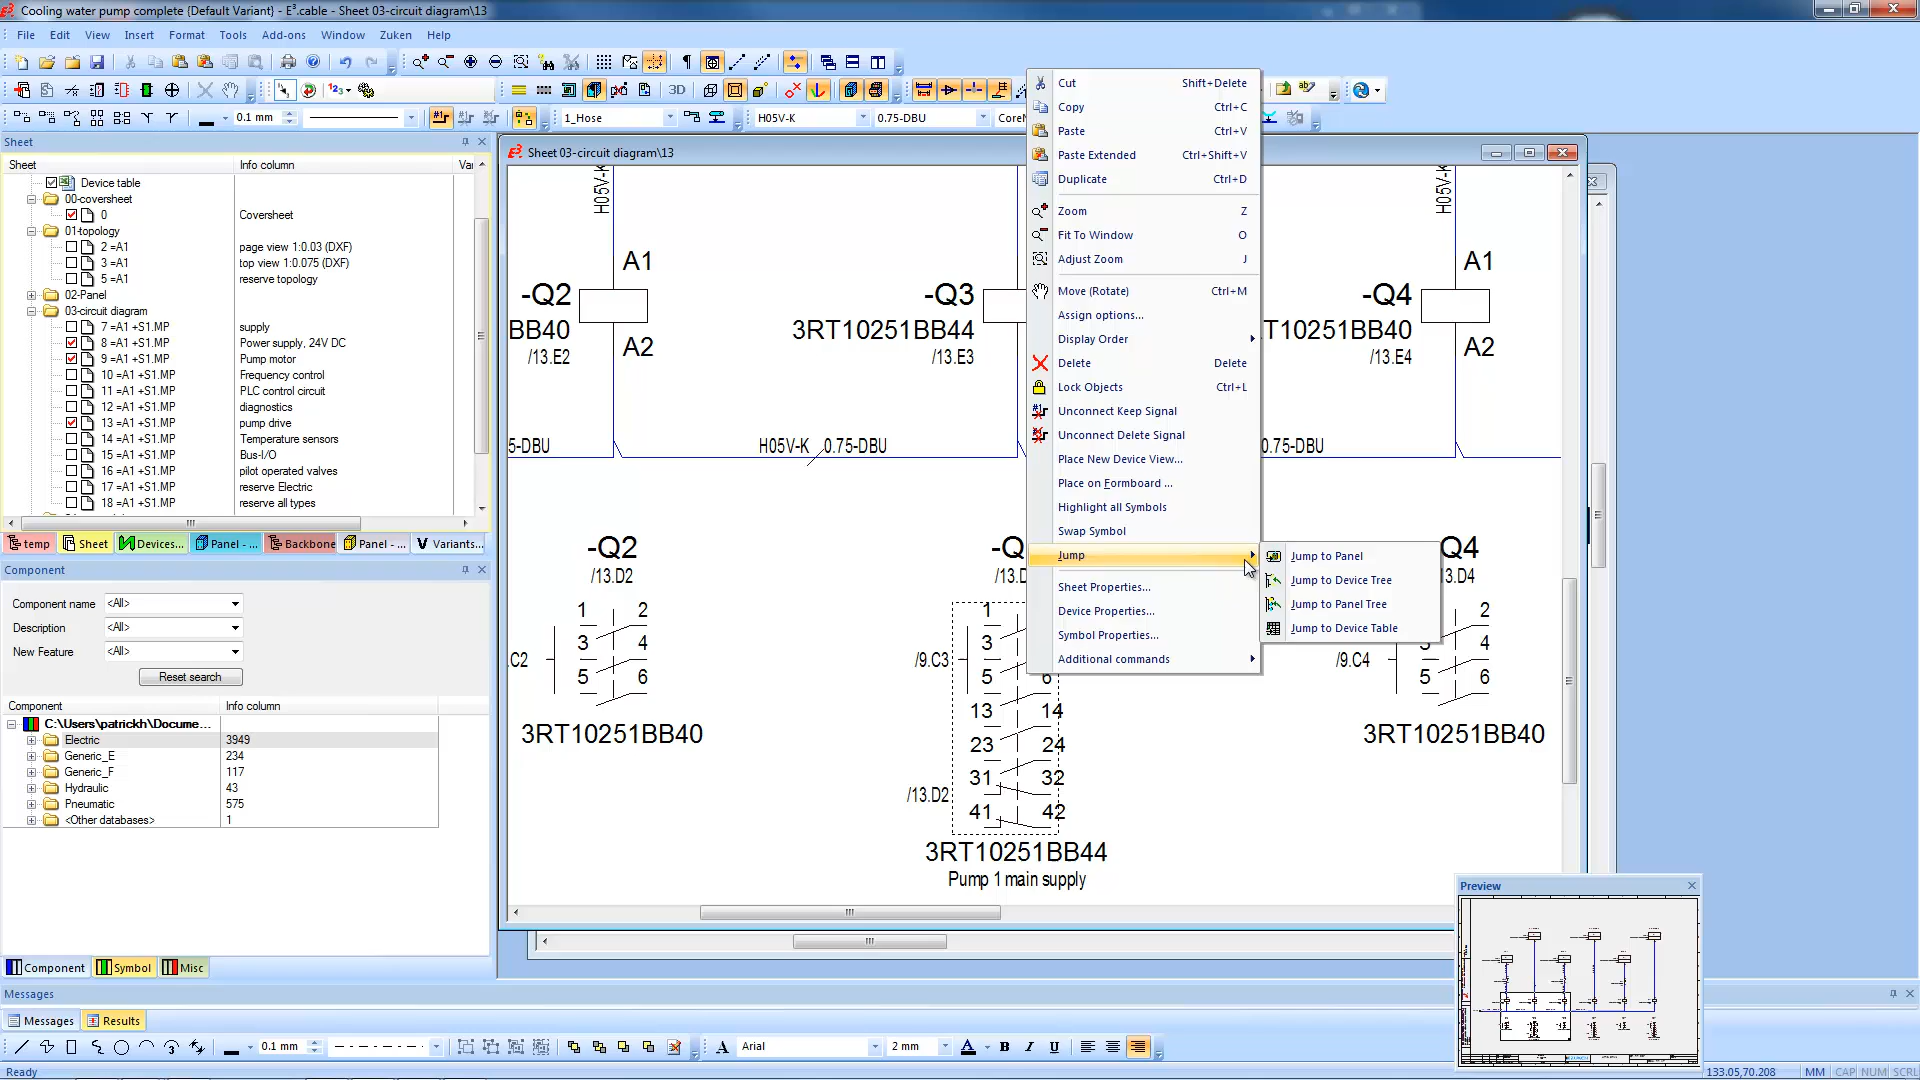 Cooling water pump complete {Default Variant} - E³.cable - Sheet 03-circuit diagram\13
File Edit View Insert Format Tools Add-ons Window Zuken Help
0.1 mm
1_Hose H05V-K 0.75-DBU
Sheet
Sheet Info column
Device table
00-coversheet
0 Coversheet
01-topology
2 =A1 page view 1:0.03 (DXF)
3 =A1 top view 1:0.075 (DXF)
5 =A1 reserve topology
02-Panel
03-circuit diagram
7 =A1 +S1.MP supply
8 =A1 +S1.MP Power supply, 24V DC
9 =A1 +S1.MP Pump motor
10 =A1 +S1.MP Frequency control
11 =A1 +S1.MP PLC control circuit
12 =A1 +S1.MP diagnostics
13 =A1 +S1.MP pump drive
14 =A1 +S1.MP Temperature sensors
15 =A1 +S1.MP Bus-I/O
16 =A1 +S1.MP pilot operated valves
17 =A1 +S1.MP reserve Electric
18 =A1 +S1.MP reserve all types
temp Sheet Devices... Panel - ... Backbone Panel - ... Variants...
Component
Component name <All>
Description <All>
New Feature <All>
Reset search
Component Info column
C:\Users\patrickh\Docume...
Electric 3949
Generic_E 234
Generic_F 117
Hydraulic 43
Pneumatic 575
<Other databases> 1
Component Symbol Misc
Sheet 03-circuit diagram\13
H05V-K
H05V-K
A1
A1
-Q2
-Q3
-Q4
BB40
3RT10251BB44
RT10251BB40
/13.E2
/13.E3
/13.E4
A2
A2
5-DBU
H05V-K 0.75-DBU
0.75-DBU
-Q2
/13.D2
1 2
3 4
5 6
.C2
3RT10251BB40
-Q
/13.D
1
3
5 6
/9.C3
13 14
23 24
31 32
/13.D2
41 42
3RT10251BB44
Pump 1 main supply
Q4
.D4
2
3 4
5 6
/9.C4
3RT10251BB40
Cut Shift+Delete
Copy Ctrl+C
Paste Ctrl+V
Paste Extended Ctrl+Shift+V
Duplicate Ctrl+D
Zoom Z
Fit To Window O
Adjust Zoom J
Move (Rotate) Ctrl+M
Assign options...
Display Order
Delete Delete
Lock Objects Ctrl+L
Unconnect Keep Signal
Unconnect Delete Signal
Place New Device View...
Place on Formboard ...
Highlight all Symbols
Swap Symbol
Jump
Sheet Properties...
Device Properties...
Symbol Properties...
Additional commands
Jump to Panel
Jump to Device Tree
Jump to Panel Tree
Jump to Device Table
Preview
Messages
Messages Results
0.1 mm Arial 2 mm A B I U
Ready 133.05,70.208 MM CAP NUM SCRL